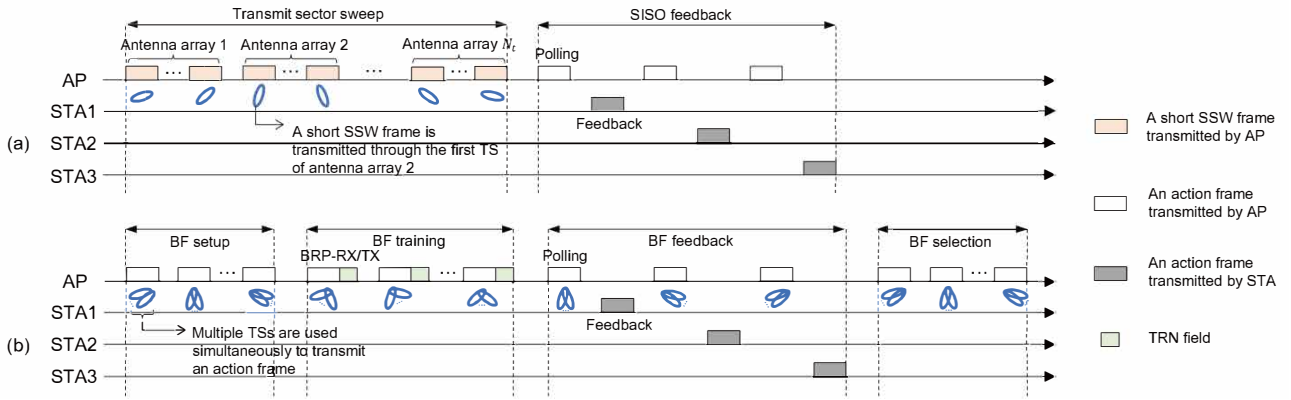 Transmit sector sweep
SISO feedback
Antenna array 1
Antenna array 2
Antenna array N_t
Polling
AP
...
...
...
...
STA1
Feedback
A short SSW frame is
transmitted through the first TS
of antenna array 2
(a)
STA2
STA3
A short SSW frame
transmitted by AP
An action frame
transmitted by AP
An action frame
transmitted by STA
TRN field
BF setup
BF training
BF feedback
BF selection
BRP-RX/TX
Polling
AP
...
...
...
STA1
Feedback
Multiple TSs are used
simultaneously to transmit
an action frame
(b)
STA2
STA3